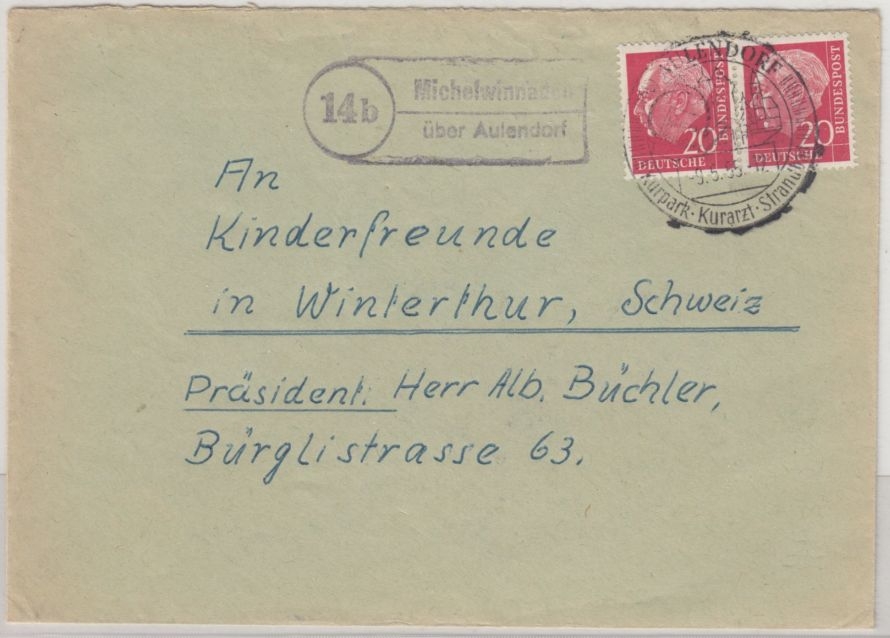 14b
Michelwinnaden
über Aulendorf
AULENDORF
20
DEUTSCHE
BUNDESPOST
20
DEUTSCHE
BUNDESPOST
Kurpark · Kurarzt ·
An
Kinderfreunde
in Winterthur, Schweiz
Präsident: Herr Alb. Büchler,
Bürglistrasse 63.